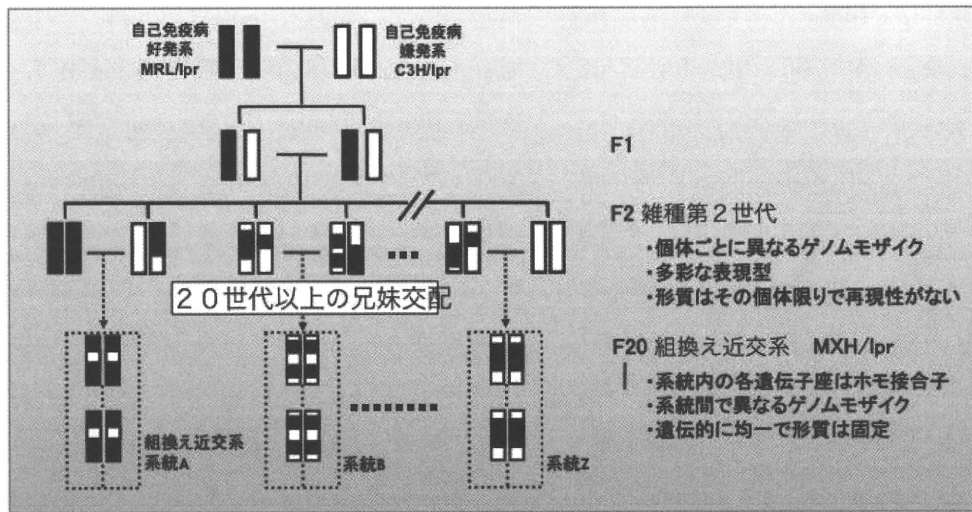 自己免疫病
好発系
MRL/lpr
自己免疫病
嫌発系
C3H/lpr
F1
F2 雑種第2世代
・個体ごとに異なるゲノムモザイク
・多彩な表現型
・形質はその個体限りで再現性がない
20世代以上の兄妹交配
F20 組換え近交系 MXH/lpr
・系統内の各遺伝子座はホモ接合子
・系統間で異なるゲノムモザイク
・遺伝的に均一で形質は固定
組換え近交系
系統A
系統B
系統Z